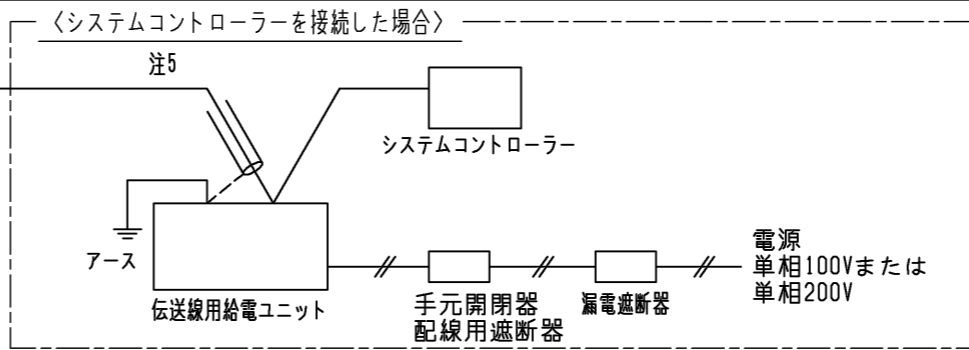 〈システムコントローラーを接続した場合〉
注5
システムコントローラー
アース
伝送線用給電ユニット
手元開閉器
配線用遮断器
漏電遮断器
電源
単相100Vまたは
単相200V